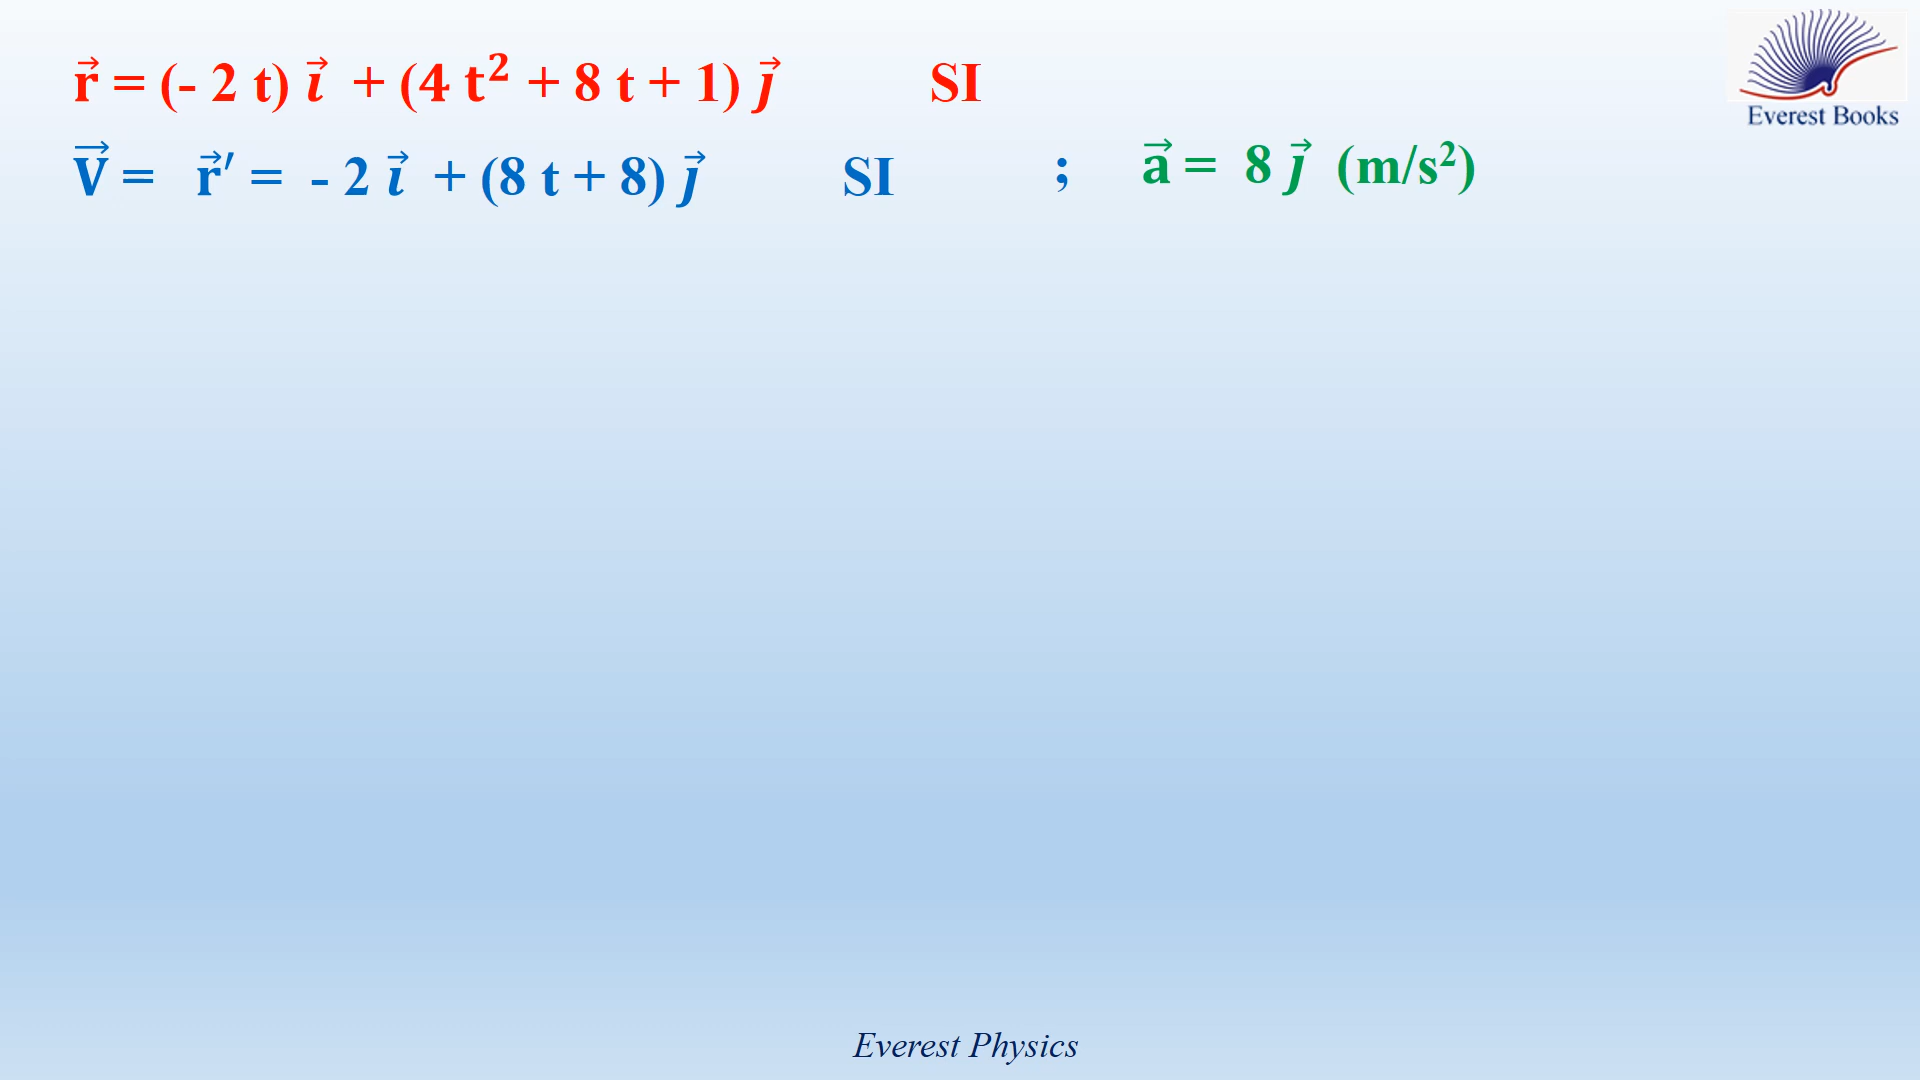 r⃗ = (- 2 t) i⃗ + (4 t² + 8 t + 1) j⃗ SI
V⃗ = r⃗′ = - 2 i⃗ + (8 t + 8) j⃗ SI ; a⃗ = 8 j⃗ (m/s²)
Everest Books
Everest Physics